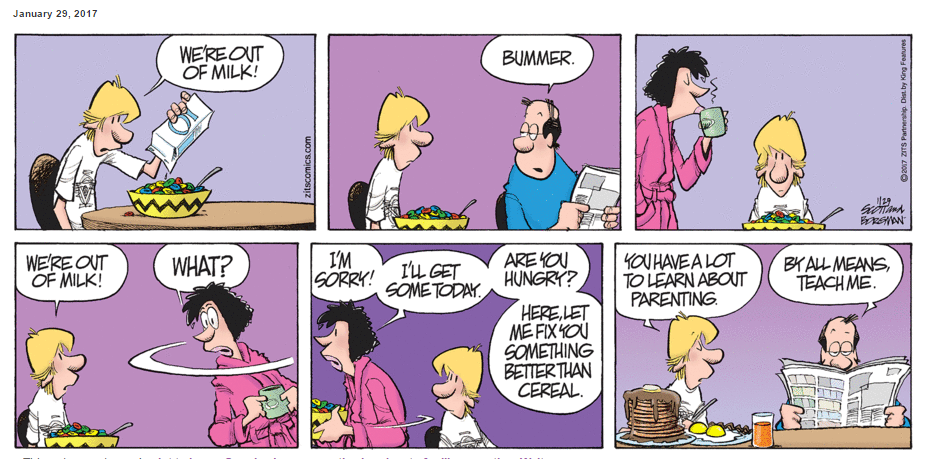 January 29, 2017
WE'RE OUT
OF MILK!
zitscomics.com
BUMMER.
©2017 ZITS Partnership. Dist. by King Features
1/29
SCOTT AND
BORGMAN
WE'RE OUT
OF MILK!
WHAT?
I'M
SORRY!
I'LL GET
SOME TODAY.
ARE YOU
HUNGRY?
HERE, LET
ME FIX YOU
SOMETHING
BETTER THAN
CEREAL.
YOU HAVE A LOT
TO LEARN ABOUT
PARENTING.
BY ALL MEANS,
TEACH ME.